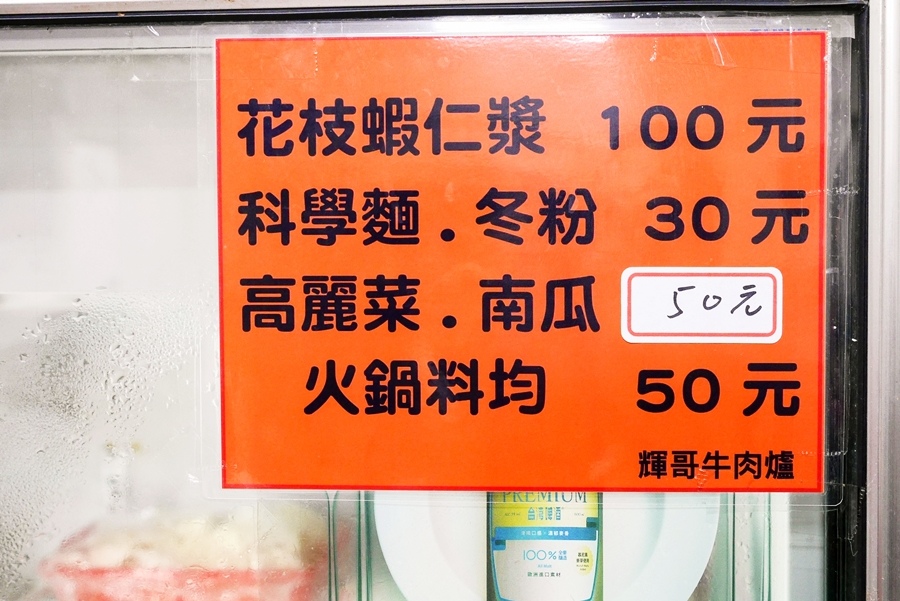 花枝蝦仁漿 100元
科學麵.冬粉 30元
高麗菜.南瓜 50元
火鍋料均 50元
輝哥牛肉爐
PREMIUM
台灣啤酒
100%